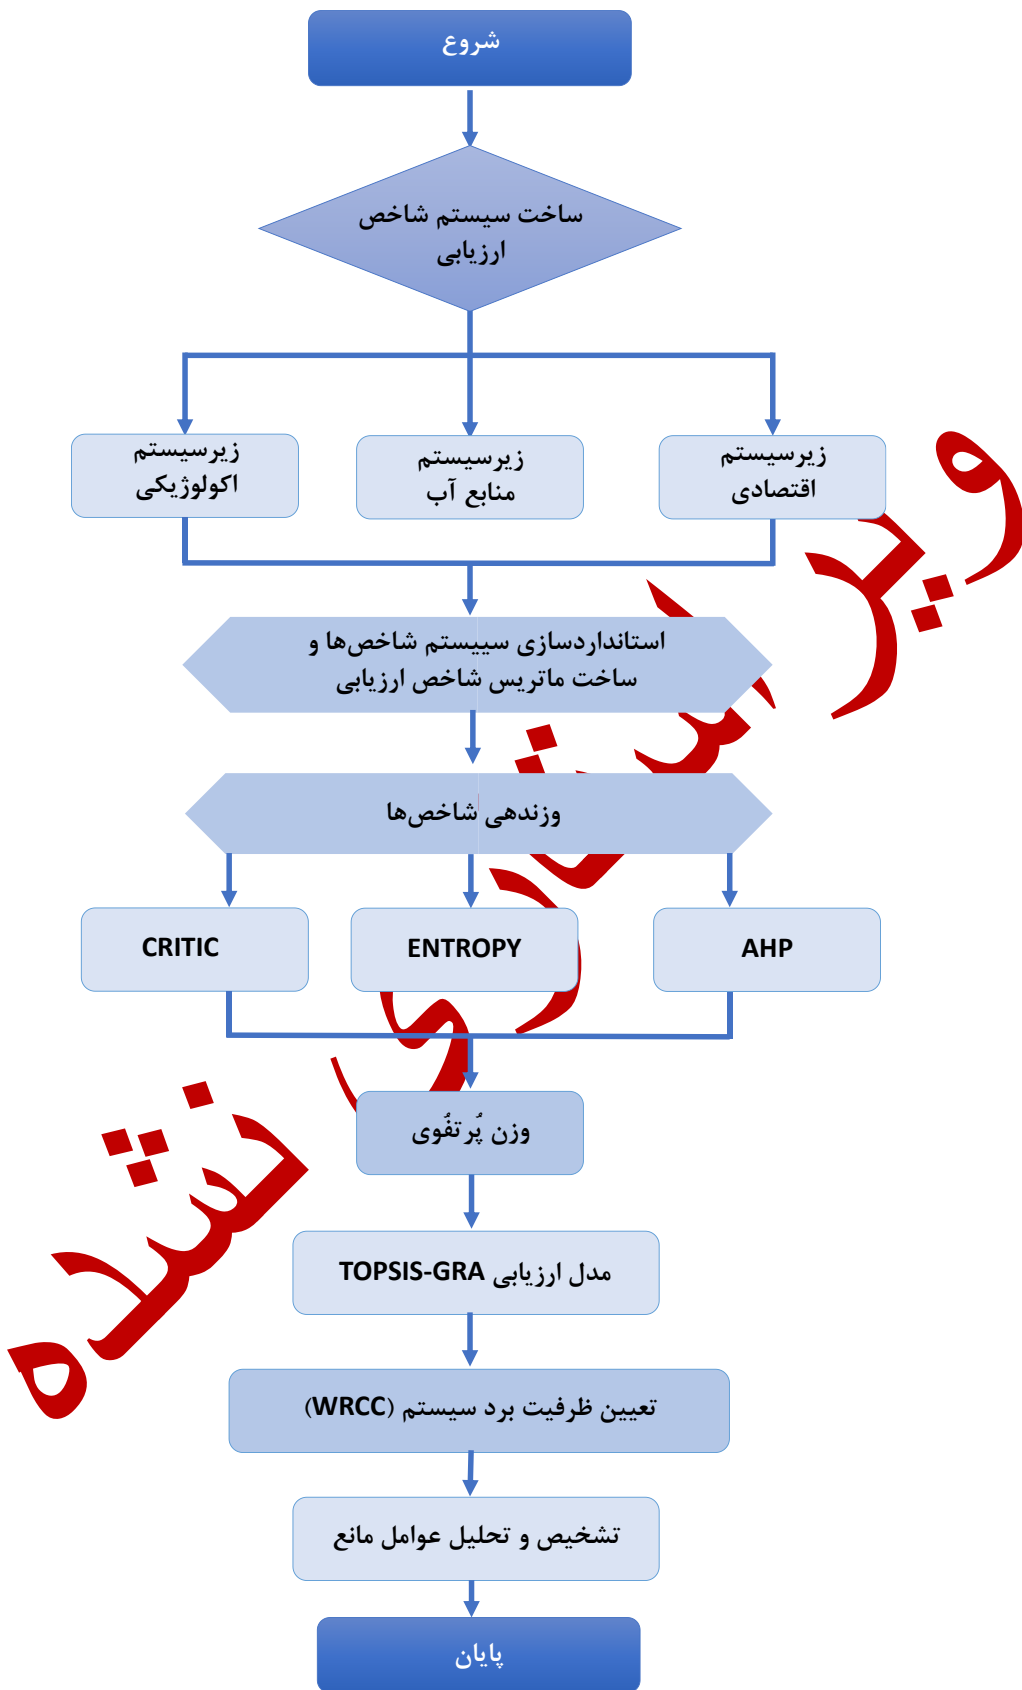 شروع
ساخت سیستم شاخص
ارزیابی
زیرسیستم
اقتصادی
زیرسیستم
منابع آب
زیرسیستم
اکولوژیکی
استانداردسازی سییستم شاخص‌ها و
ساخت ماتریس شاخص ارزیابی
وزندهی شاخص‌ها
AHP
ENTROPY
CRITIC
وزن پُرتفُوی
مدل ارزیابی TOPSIS-GRA
تعیین ظرفیت برد سیستم (WRCC)
تشخیص و تحلیل عوامل مانع
پایان
ویراستاری نشده